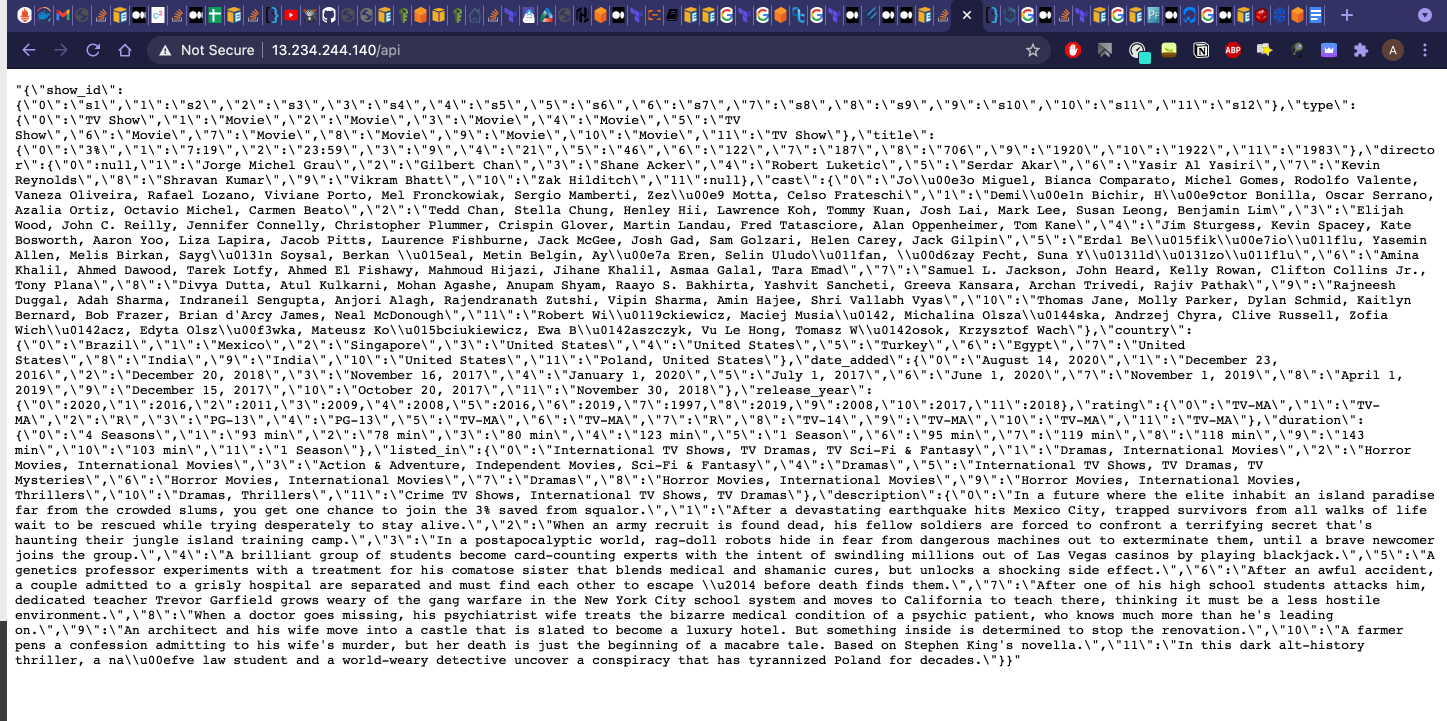 Not Secure | 13.234.244.140/api
ABP
A
"{\"show_id\":
{\"0\":\"s1\",\"1\":\"s2\",\"2\":\"s3\",\"3\":\"s4\",\"4\":\"s5\",\"5\":\"s6\",\"6\":\"s7\",\"7\":\"s8\",\"8\":\"s9\",\"9\":\"s10\",\"10\":\"s11\",\"11\":\"s12\"},\"type\":
{\"0\":\"TV Show\",\"1\":\"Movie\",\"2\":\"Movie\",\"3\":\"Movie\",\"4\":\"Movie\",\"5\":\"TV
Show\",\"6\":\"Movie\",\"7\":\"Movie\",\"8\":\"Movie\",\"9\":\"Movie\",\"10\":\"Movie\",\"11\":\"TV Show\"},\"title\":
{\"0\":\"3%\",\"1\":\"7:19\",\"2\":\"23:59\",\"3\":\"9\",\"4\":\"21\",\"5\":\"46\",\"6\":\"122\",\"7\":\"187\",\"8\":\"706\",\"9\":\"1920\",\"10\":\"1922\",\"11\":\"1983\"},\"directo
r\":{\"0\":null,\"1\":\"Jorge Michel Grau\",\"2\":\"Gilbert Chan\",\"3\":\"Shane Acker\",\"4\":\"Robert Luketic\",\"5\":\"Serdar Akar\",\"6\":\"Yasir Al Yasiri\",\"7\":\"Kevin
Reynolds\",\"8\":\"Shravan Kumar\",\"9\":\"Vikram Bhatt\",\"10\":\"Zak Hilditch\",\"11\":null},\"cast\":{\"0\":\"Jo\\u00e3o Miguel, Bianca Comparato, Michel Gomes, Rodolfo Valente,
Vaneza Oliveira, Rafael Lozano, Viviane Porto, Mel Fronckowiak, Sergio Mamberti, Zez\\u00e9 Motta, Celso Frateschi\",\"1\":\"Demi\\u00e1n Bichir, H\\u00e9ctor Bonilla, Oscar Serrano,
Azalia Ortiz, Octavio Michel, Carmen Beato\",\"2\":\"Tedd Chan, Stella Chung, Henley Hii, Lawrence Koh, Tommy Kuan, Josh Lai, Mark Lee, Susan Leong, Benjamin Lim\",\"3\":\"Elijah
Wood, John C. Reilly, Jennifer Connelly, Christopher Plummer, Crispin Glover, Martin Landau, Fred Tatasciore, Alan Oppenheimer, Tom Kane\",\"4\":\"Jim Sturgess, Kevin Spacey, Kate
Bosworth, Aaron Yoo, Liza Lapira, Jacob Pitts, Laurence Fishburne, Jack McGee, Josh Gad, Sam Golzari, Helen Carey, Jack Gilpin\",\"5\":\"Erdal Be\\u015fik\\u00e7io\\u011flu, Yasemin
Allen, Melis Birkan, Sayg\\u0131n Soysal, Berkan \\u015eal, Metin Belgin, Ay\\u00e7a Eren, Selin Uludo\\u011fan, \\u00d6zay Fecht, Suna Y\\u0131ld\\u0131zo\\u011flu\",\"6\":\"Amina
Khalil, Ahmed Dawood, Tarek Lotfy, Ahmed El Fishawy, Mahmoud Hijazi, Jihane Khalil, Asmaa Galal, Tara Emad\",\"7\":\"Samuel L. Jackson, John Heard, Kelly Rowan, Clifton Collins Jr.,
Tony Plana\",\"8\":\"Divya Dutta, Atul Kulkarni, Mohan Agashe, Anupam Shyam, Raayo S. Bakhirta, Yashvit Sancheti, Greeva Kansara, Archan Trivedi, Rajiv Pathak\",\"9\":\"Rajneesh
Duggal, Adah Sharma, Indraneil Sengupta, Anjori Alagh, Rajendranath Zutshi, Vipin Sharma, Amin Hajee, Shri Vallabh Vyas\",\"10\":\"Thomas Jane, Molly Parker, Dylan Schmid, Kaitlyn
Bernard, Bob Frazer, Brian d'Arcy James, Neal McDonough\",\"11\":\"Robert Wi\\u0119ckiewicz, Maciej Musia\\u0142, Michalina Olsza\\u0144ska, Andrzej Chyra, Clive Russell, Zofia
Wich\\u0142acz, Edyta Olsz\\u00f3wka, Mateusz Ko\\u015bciukiewicz, Ewa B\\u0142aszczyk, Vu Le Hong, Tomasz W\\u0142osok, Krzysztof Wach\"},\"country\":
{\"0\":\"Brazil\",\"1\":\"Mexico\",\"2\":\"Singapore\",\"3\":\"United States\",\"4\":\"United States\",\"5\":\"Turkey\",\"6\":\"Egypt\",\"7\":\"United
States\",\"8\":\"India\",\"9\":\"India\",\"10\":\"United States\",\"11\":\"Poland, United States\"},\"date_added\":{\"0\":\"August 14, 2020\",\"1\":\"December 23,
2016\",\"2\":\"December 20, 2018\",\"3\":\"November 16, 2017\",\"4\":\"January 1, 2020\",\"5\":\"July 1, 2017\",\"6\":\"June 1, 2020\",\"7\":\"November 1, 2019\",\"8\":\"April 1,
2019\",\"9\":\"December 15, 2017\",\"10\":\"October 20, 2017\",\"11\":\"November 30, 2018\"},\"release_year\":
{\"0\":2020,\"1\":2016,\"2\":2011,\"3\":2009,\"4\":2008,\"5\":2016,\"6\":2019,\"7\":1997,\"8\":2019,\"9\":2008,\"10\":2017,\"11\":2018},\"rating\":{\"0\":\"TV-MA\",\"1\":\"TV-
MA\",\"2\":\"R\",\"3\":\"PG-13\",\"4\":\"PG-13\",\"5\":\"TV-MA\",\"6\":\"TV-MA\",\"7\":\"R\",\"8\":\"TV-14\",\"9\":\"TV-MA\",\"10\":\"TV-MA\",\"11\":\"TV-MA\"},\"duration\":
{\"0\":\"4 Seasons\",\"1\":\"93 min\",\"2\":\"78 min\",\"3\":\"80 min\",\"4\":\"123 min\",\"5\":\"1 Season\",\"6\":\"95 min\",\"7\":\"119 min\",\"8\":\"118 min\",\"9\":\"143
min\",\"10\":\"103 min\",\"11\":\"1 Season\"},\"listed_in\":{\"0\":\"International TV Shows, TV Dramas, TV Sci-Fi & Fantasy\",\"1\":\"Dramas, International Movies\",\"2\":\"Horror
Movies, International Movies\",\"3\":\"Action & Adventure, Independent Movies, Sci-Fi & Fantasy\",\"4\":\"Dramas\",\"5\":\"International TV Shows, TV Dramas, TV
Mysteries\",\"6\":\"Horror Movies, International Movies\",\"7\":\"Dramas\",\"8\":\"Horror Movies, International Movies\",\"9\":\"Horror Movies, International Movies,
Thrillers\",\"10\":\"Dramas, Thrillers\",\"11\":\"Crime TV Shows, International TV Shows, TV Dramas\"},\"description\":{\"0\":\"In a future where the elite inhabit an island paradise
far from the crowded slums, you get one chance to join the 3% saved from squalor.\",\"1\":\"After a devastating earthquake hits Mexico City, trapped survivors from all walks of life
wait to be rescued while trying desperately to stay alive.\",\"2\":\"When an army recruit is found dead, his fellow soldiers are forced to confront a terrifying secret that's
haunting their jungle island training camp.\",\"3\":\"In a postapocalyptic world, rag-doll robots hide in fear from dangerous machines out to exterminate them, until a brave newcomer
joins the group.\",\"4\":\"A brilliant group of students become card-counting experts with the intent of swindling millions out of Las Vegas casinos by playing blackjack.\",\"5\":\"A
genetics professor experiments with a treatment for his comatose sister that blends medical and shamanic cures, but unlocks a shocking side effect.\",\"6\":\"After an awful accident,
a couple admitted to a grisly hospital are separated and must find each other to escape \\u2014 before death finds them.\",\"7\":\"After one of his high school students attacks him,
dedicated teacher Trevor Garfield grows weary of the gang warfare in the New York City school system and moves to California to teach there, thinking it must be a less hostile
environment.\",\"8\":\"When a doctor goes missing, his psychiatrist wife treats the bizarre medical condition of a psychic patient, who knows much more than he's leading
on.\",\"9\":\"An architect and his wife move into a castle that is slated to become a luxury hotel. But something inside is determined to stop the renovation.\",\"10\":\"A farmer
pens a confession admitting to his wife's murder, but her death is just the beginning of a macabre tale. Based on Stephen King's novella.\",\"11\":\"In this dark alt-history
thriller, a na\\u00efve law student and a world-weary detective uncover a conspiracy that has tyrannized Poland for decades.\"}}"